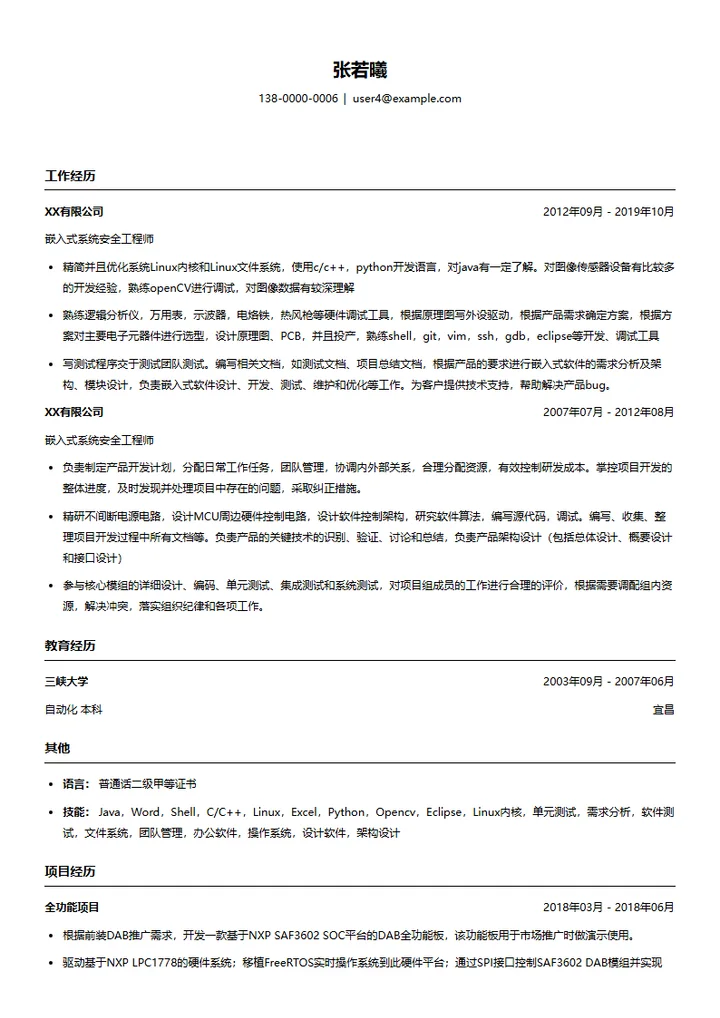 张若曦
138-0000-0006 | user4@example.com
工作经历
XX有限公司 2012年09月 - 2019年10月
嵌入式系统安全工程师
• 精简并且优化系统Linux内核和Linux文件系统，使用c/c++，python开发语言，对java有一定了解。对图像传感器设备有比较多
的开发经验，熟练openCV进行调试，对图像数据有较深理解
• 熟练逻辑分析仪，万用表，示波器，电烙铁，热风枪等硬件调试工具，根据原理图写外设驱动，根据产品需求确定方案，根据方
案对主要电子元器件进行选型，设计原理图、PCB，并且投产，熟练shell，git，vim，ssh，gdb，eclipse等开发、调试工具
• 写测试程序交于测试团队测试。编写相关文档，如测试文档、项目总结文档，根据产品的要求进行嵌入式软件的需求分析及架
构、模块设计，负责嵌入式软件设计、开发、测试、维护和优化等工作。为客户提供技术支持，帮助解决产品bug。
XX有限公司 2007年07月 - 2012年08月
嵌入式系统安全工程师
• 负责制定产品开发计划，分配日常工作任务，团队管理，协调内外部关系，合理分配资源，有效控制研发成本。掌控项目开发的
整体进度，及时发现并处理项目中存在的问题，采取纠正措施。
• 精研不间断电源电路，设计MCU周边硬件控制电路，设计软件控制架构，研究软件算法，编写源代码，调试。编写、收集、整
理项目开发过程中所有文档等。负责产品的关键技术的识别、验证、讨论和总结，负责产品架构设计（包括总体设计、概要设计
和接口设计）
• 参与核心模组的详细设计、编码、单元测试、集成测试和系统测试，对项目组成员的工作进行合理的评价，根据需要调配组内资
源，解决冲突，落实组织纪律和各项工作。
教育经历
三峡大学 2003年09月 - 2007年06月
自动化 本科 宜昌
其他
• 语言： 普通话二级甲等证书
• 技能： Java，Word，Shell，C/C++，Linux，Excel，Python，Opencv，Eclipse，Linux内核，单元测试，需求分析，软件测
试，文件系统，团队管理，办公软件，操作系统，设计软件，架构设计
项目经历
全功能项目 2018年03月 - 2018年06月
• 根据前装DAB推广需求，开发一款基于NXP SAF3602 SOC平台的DAB全功能板，该功能板用于市场推广时做演示使用。
• 驱动基于NXP LPC1778的硬件系统；移植FreeRTOS实时操作系统到此硬件平台；通过SPI接口控制SAF3602 DAB模组并实现